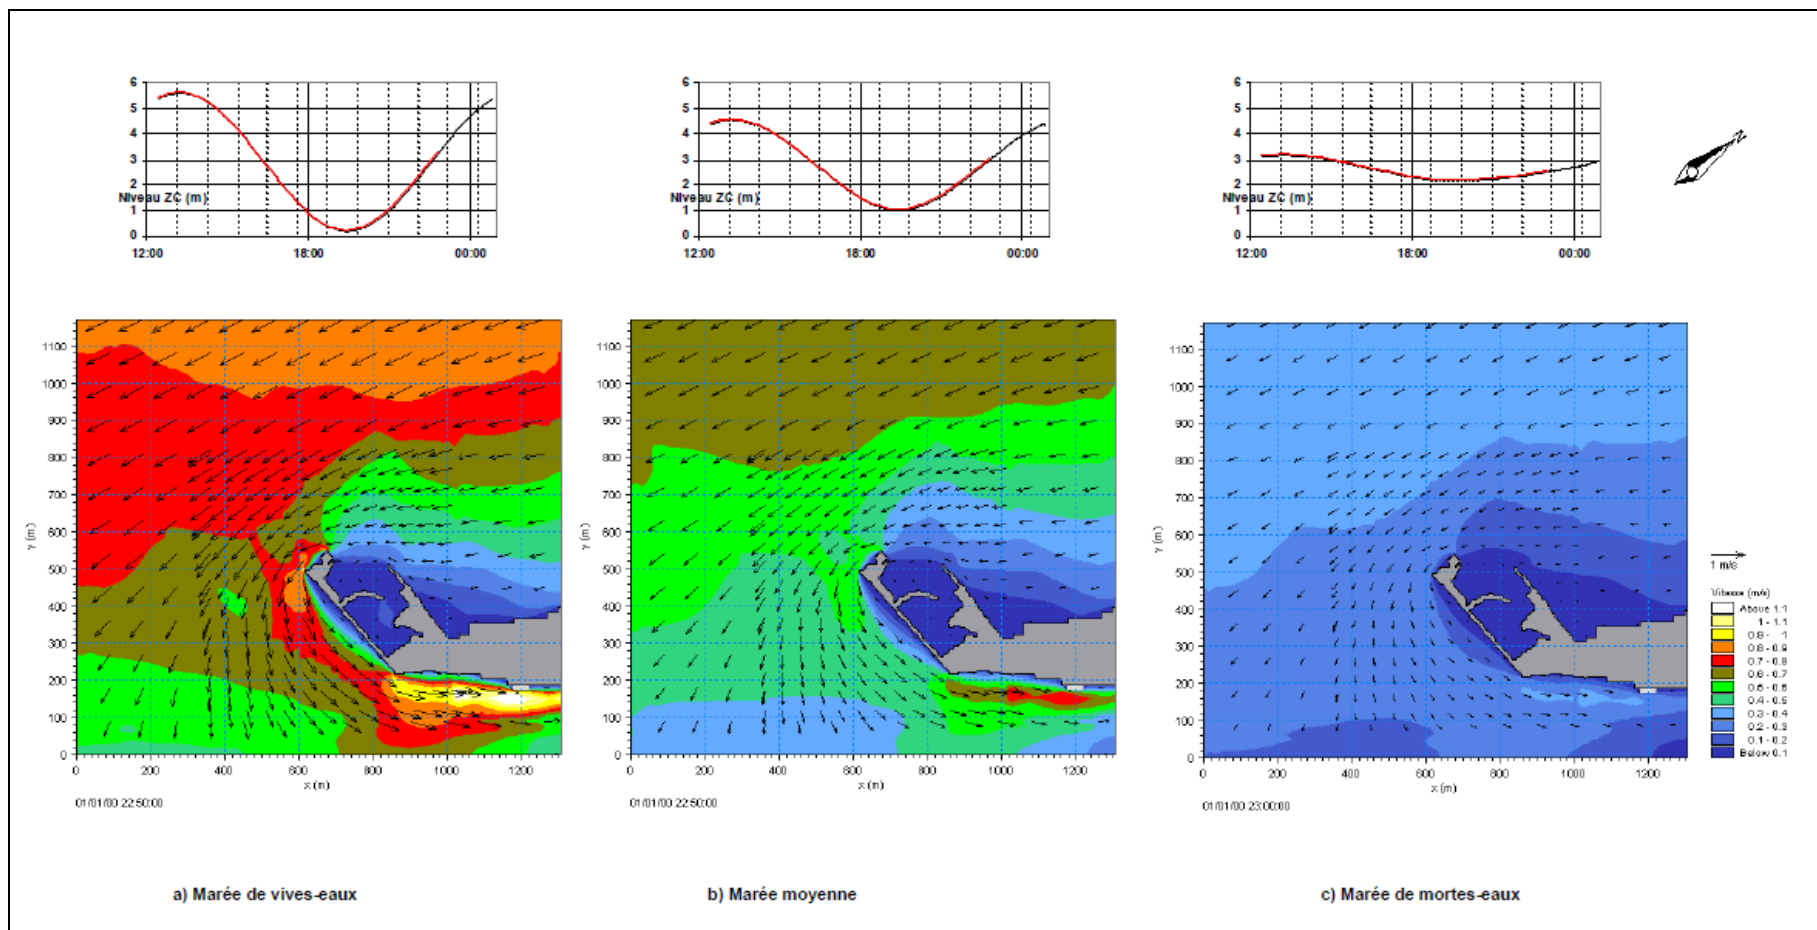 6
5
4
3
2
Niveau ZC (m)
1
0
12:00 18:00 00:00
6
5
4
3
2
Niveau ZC (m)
1
0
12:00 18:00 00:00
6
5
4
3
2
Niveau ZC (m)
1
0
12:00 18:00 00:00
N
1100
1000
900
800
700
600
500
400
300
200
100
0
y (m)
0 200 400 600 800 1000 1200
x (m)
01/01/00 22:50:00
1100
1000
900
800
700
600
500
400
300
200
100
0
y (m)
0 200 400 600 800 1000 1200
x (m)
01/01/00 22:50:00
1100
1000
900
800
700
600
500
400
300
200
100
0
y (m)
0 200 400 600 800 1000 1200
x (m)
01/01/00 23:00:00
1 m/s
Vitesse (m/s)
Above 1.1
1 - 1.1
0.9 - 1
0.8 - 0.9
0.7 - 0.8
0.6 - 0.7
0.5 - 0.6
0.4 - 0.5
0.3 - 0.4
0.2 - 0.3
0.1 - 0.2
Below 0.1
a) Marée de vives-eaux
b) Marée moyenne
c) Marée de mortes-eaux